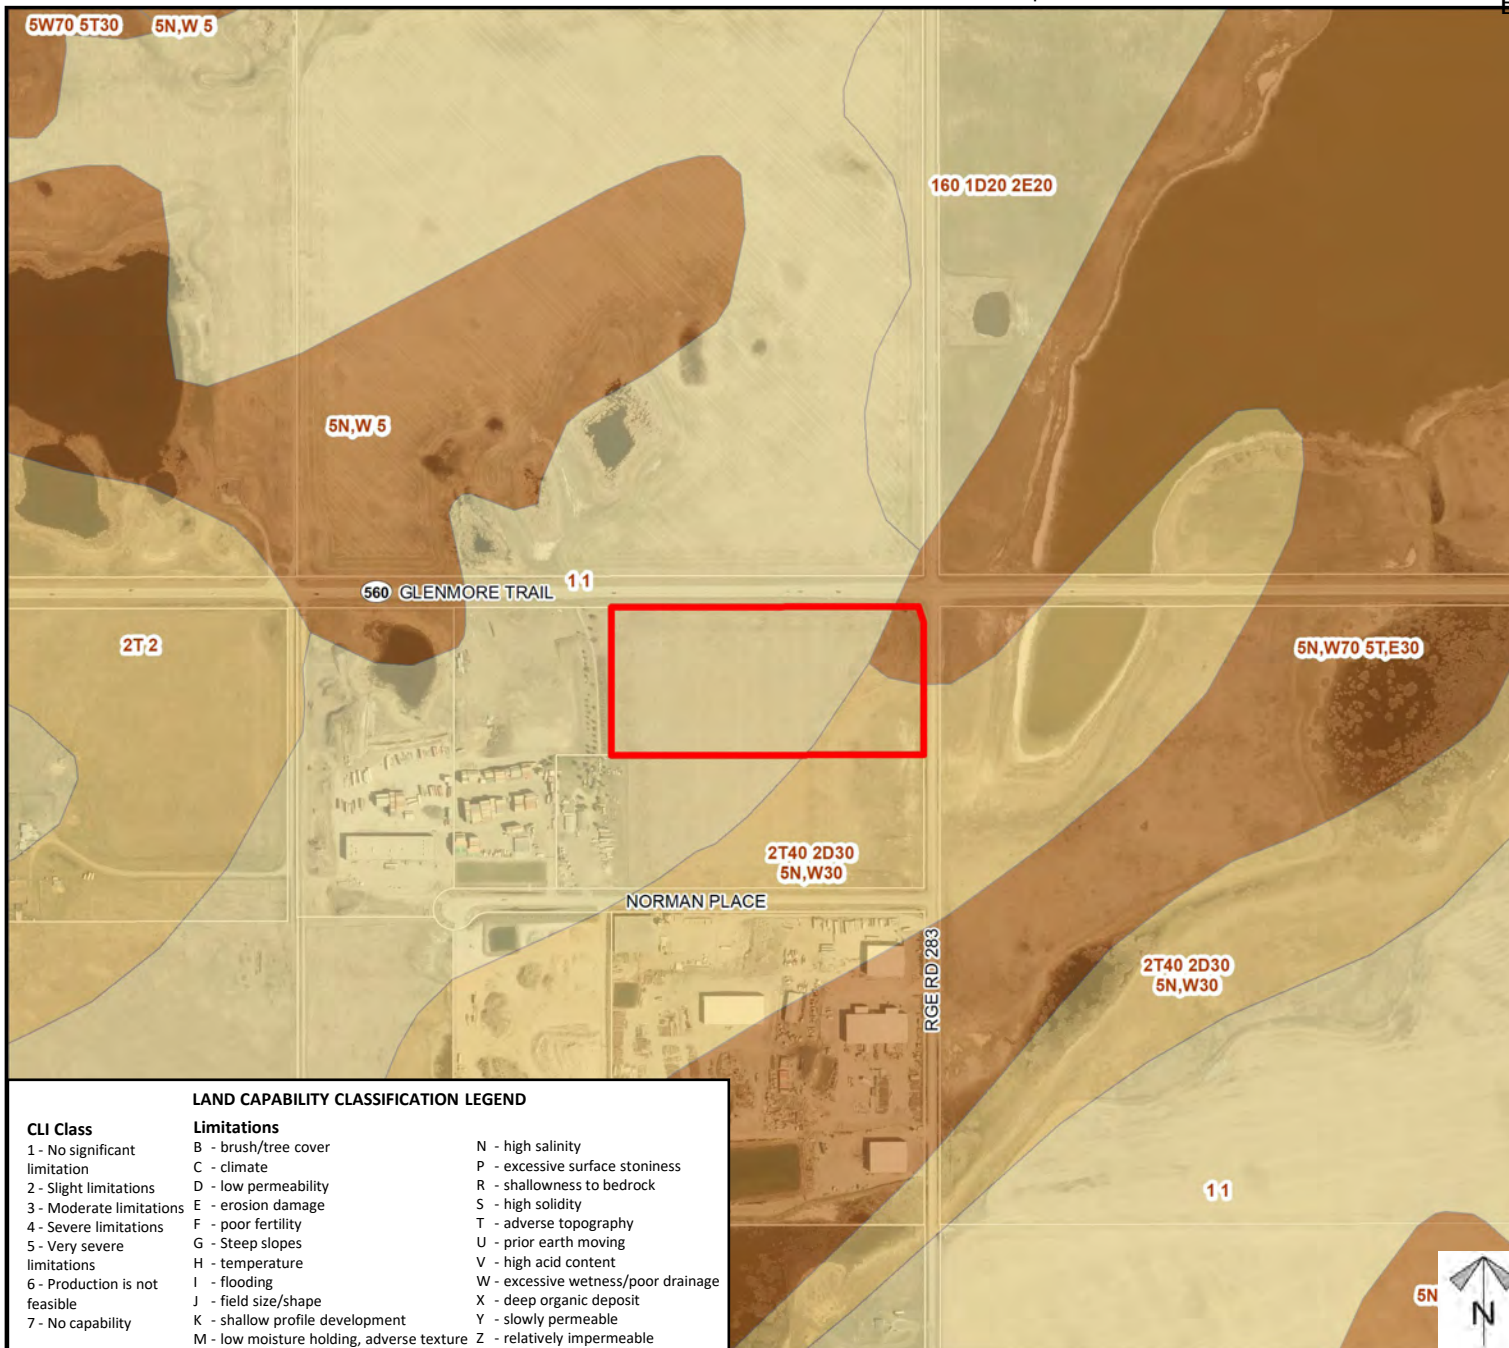 5W70 5T30
5N,W 5
160 1D20 2E20
5N,W 5
1 1
560 GLENMORE TRAIL
2T 2
5N,W70 5T,E30
2T40 2D30
5N,W30
NORMAN PLACE
RGE RD 283
2T40 2D30
5N,W30
1 1
5N
N
LAND CAPABILITY CLASSIFICATION LEGEND
CLI Class
1 - No significant
limitation
2 - Slight limitations
3 - Moderate limitations
4 - Severe limitations
5 - Very severe
limitations
6 - Production is not
feasible
7 - No capability
Limitations
B - brush/tree cover
C - climate
D - low permeability
E - erosion damage
F - poor fertility
G - Steep slopes
H - temperature
I - flooding
J - field size/shape
K - shallow profile development
M - low moisture holding, adverse texture
N - high salinity
P - excessive surface stoniness
R - shallowness to bedrock
S - high solidity
T - adverse topography
U - prior earth moving
V - high acid content
W - excessive wetness/poor drainage
X - deep organic deposit
Y - slowly permeable
Z - relatively impermeable